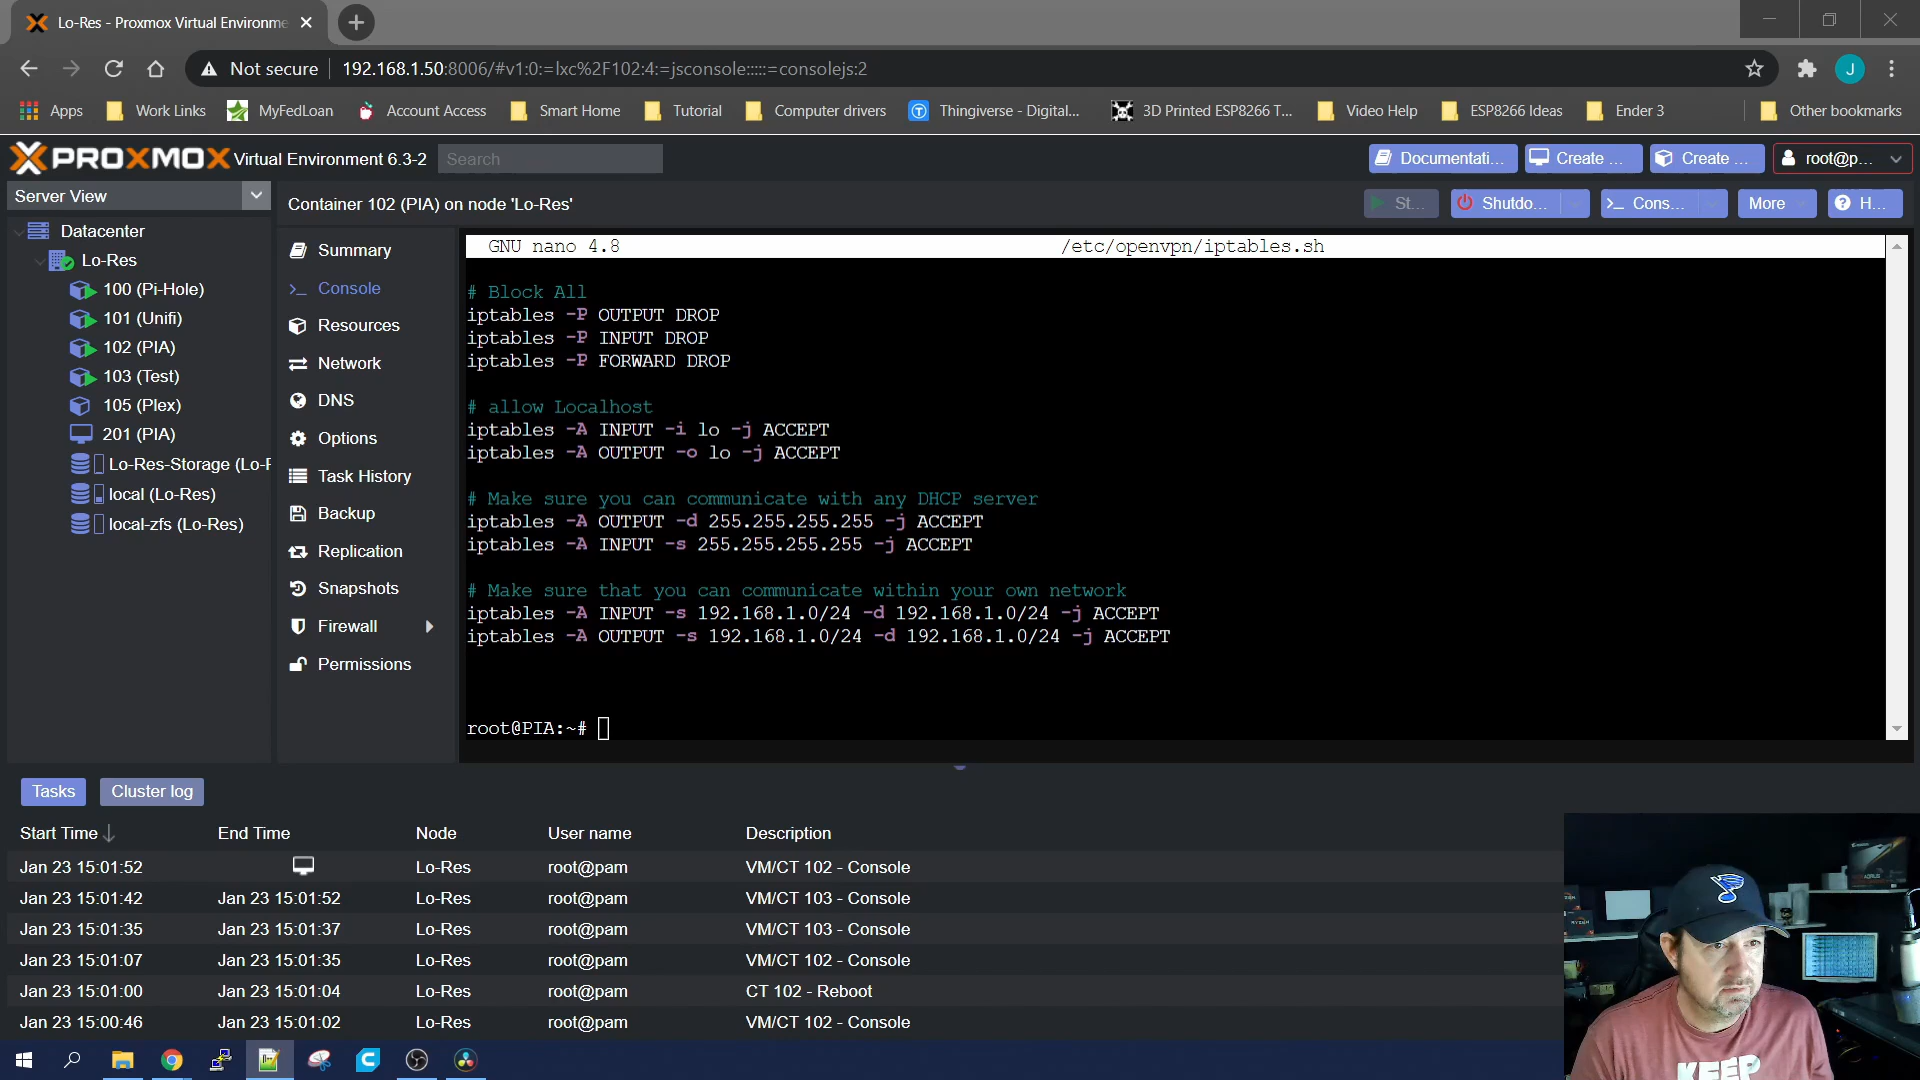 Lo-Res - Proxmox Virtual Environme
Not secure 192.168.1.50:8006/#v1:0:=lxc%2F102:4:=jsconsole:::::=consolejs:2
J
Apps Work Links MyFedLoan Account Access Smart Home Tutorial Computer drivers Thingiverse - Digital... 3D Printed ESP8266 T... Video Help ESP8266 Ideas Ender 3 Other bookmarks
PROXMOX Virtual Environment 6.3-2 Search Documentati... Create ... Create ... root@p...
Server View
Container 102 (PIA) on node 'Lo-Res' St... Shutdo... Cons... More H...
Datacenter
Lo-Res
100 (Pi-Hole)
101 (Unifi)
102 (PIA)
103 (Test)
105 (Plex)
201 (PIA)
Lo-Res-Storage (Lo-R
local (Lo-Res)
local-zfs (Lo-Res)
Summary
Console
Resources
Network
DNS
Options
Task History
Backup
Replication
Snapshots
Firewall
Permissions
GNU nano 4.8 /etc/openvpn/iptables.sh
# Block All
iptables -P OUTPUT DROP
iptables -P INPUT DROP
iptables -P FORWARD DROP
# allow Localhost
iptables -A INPUT -i lo -j ACCEPT
iptables -A OUTPUT -o lo -j ACCEPT
# Make sure you can communicate with any DHCP server
iptables -A OUTPUT -d 255.255.255.255 -j ACCEPT
iptables -A INPUT -s 255.255.255.255 -j ACCEPT
# Make sure that you can communicate within your own network
iptables -A INPUT -s 192.168.1.0/24 -d 192.168.1.0/24 -j ACCEPT
iptables -A OUTPUT -s 192.168.1.0/24 -d 192.168.1.0/24 -j ACCEPT
root@PIA:~#
Tasks Cluster log
Start Time End Time Node User name Description
Jan 23 15:01:52 Lo-Res root@pam VM/CT 102 - Console
Jan 23 15:01:42 Jan 23 15:01:52 Lo-Res root@pam VM/CT 103 - Console
Jan 23 15:01:35 Jan 23 15:01:37 Lo-Res root@pam VM/CT 103 - Console
Jan 23 15:01:07 Jan 23 15:01:35 Lo-Res root@pam VM/CT 102 - Console
Jan 23 15:01:00 Jan 23 15:01:04 Lo-Res root@pam CT 102 - Reboot
Jan 23 15:00:46 Jan 23 15:01:02 Lo-Res root@pam VM/CT 102 - Console
KEEP